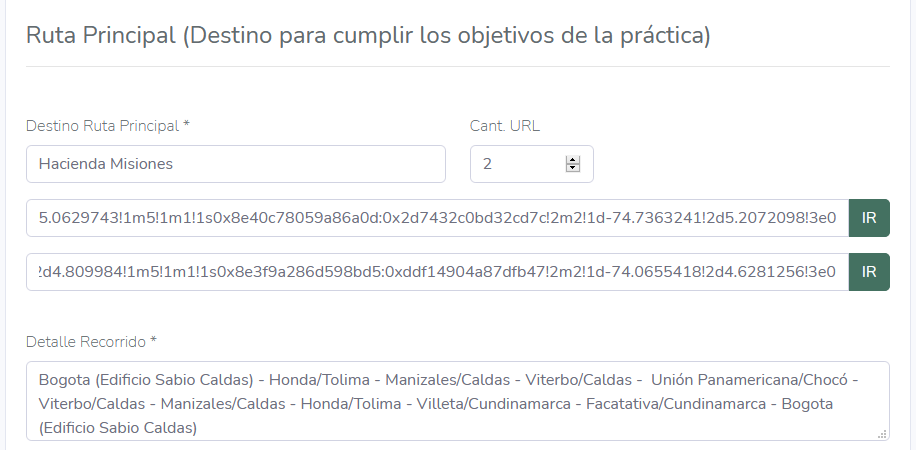 Ruta Principal (Destino para cumplir los objetivos de la práctica)
Destino Ruta Principal * Cant. URL
Hacienda Misiones 2
5.0629743!1m5!1m1!1s0x8e40c78059a86a0d:0x2d7432c0bd32cd7c!2m2!1d-74.7363241!2d5.2072098!3e0 IR
!2d4.809984!1m5!1m1!1s0x8e3f9a286d598bd5:0xddf14904a87dfb47!2m2!1d-74.0655418!2d4.6281256!3e0 IR
Detalle Recorrido *
Bogota (Edificio Sabio Caldas) - Honda/Tolima - Manizales/Caldas - Viterbo/Caldas - Unión Panamericana/Chocó -
Viterbo/Caldas - Manizales/Caldas - Honda/Tolima - Villeta/Cundinamarca - Facatativa/Cundinamarca - Bogota
(Edificio Sabio Caldas)